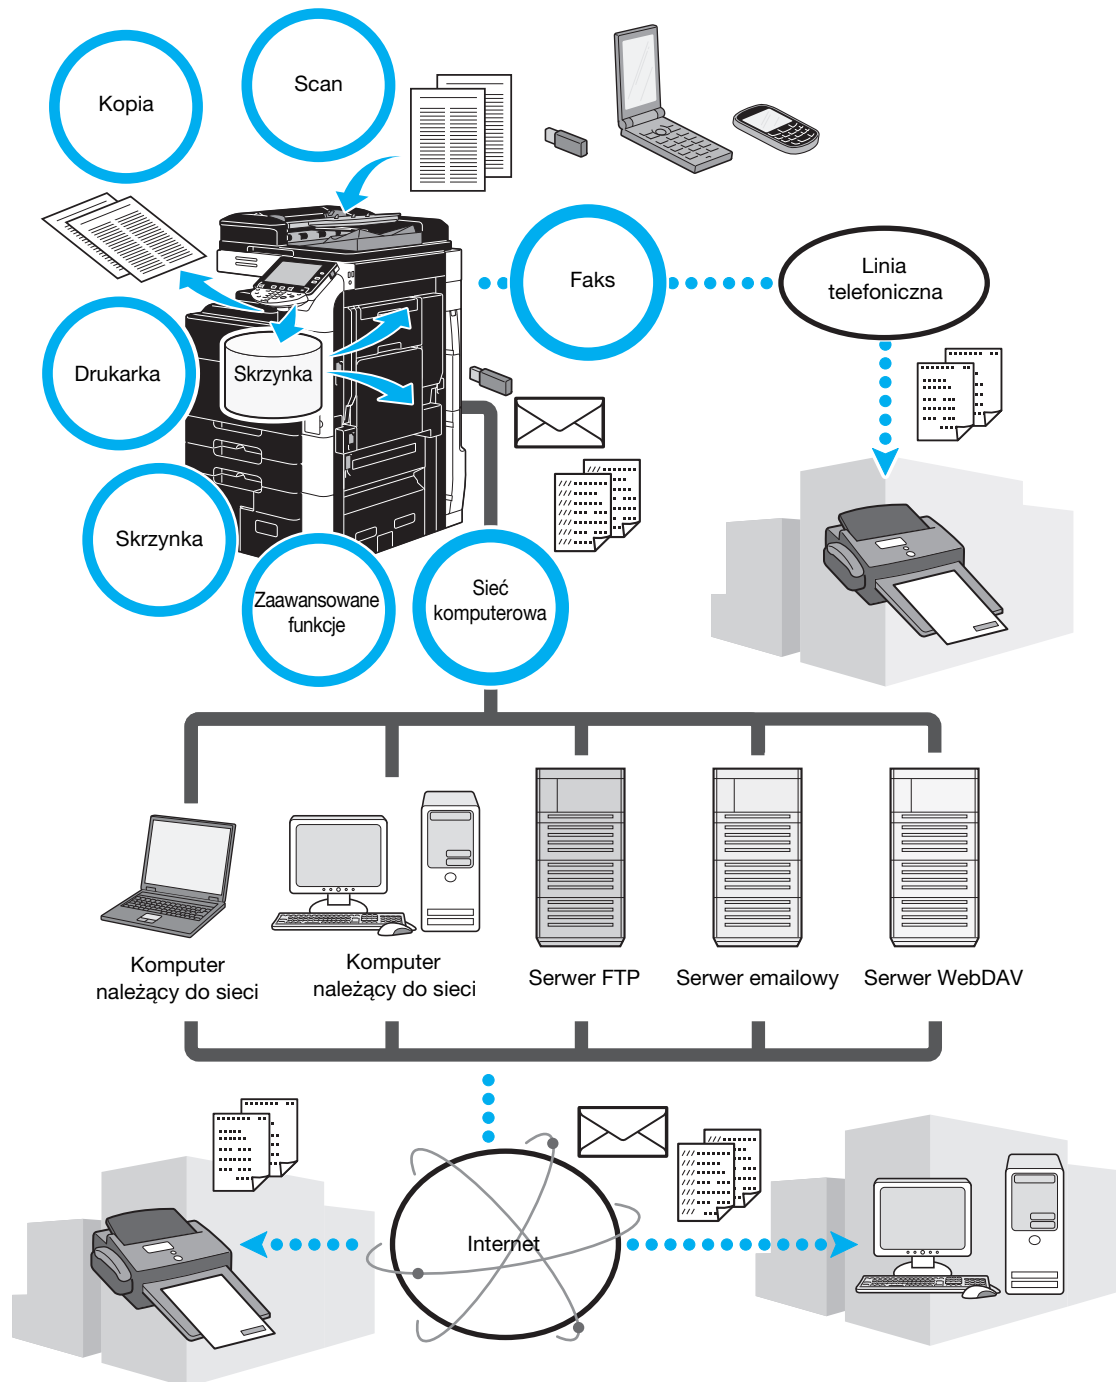 Scan
Kopia
Faks
Linia
telefoniczna
Drukarka
Skrzynka
Skrzynka
Zaawansowane
funkcje
Sieć
komputerowa
Komputer
należący do sieci
Komputer
należący do sieci
Serwer FTP
Serwer emailowy
Serwer WebDAV
Internet